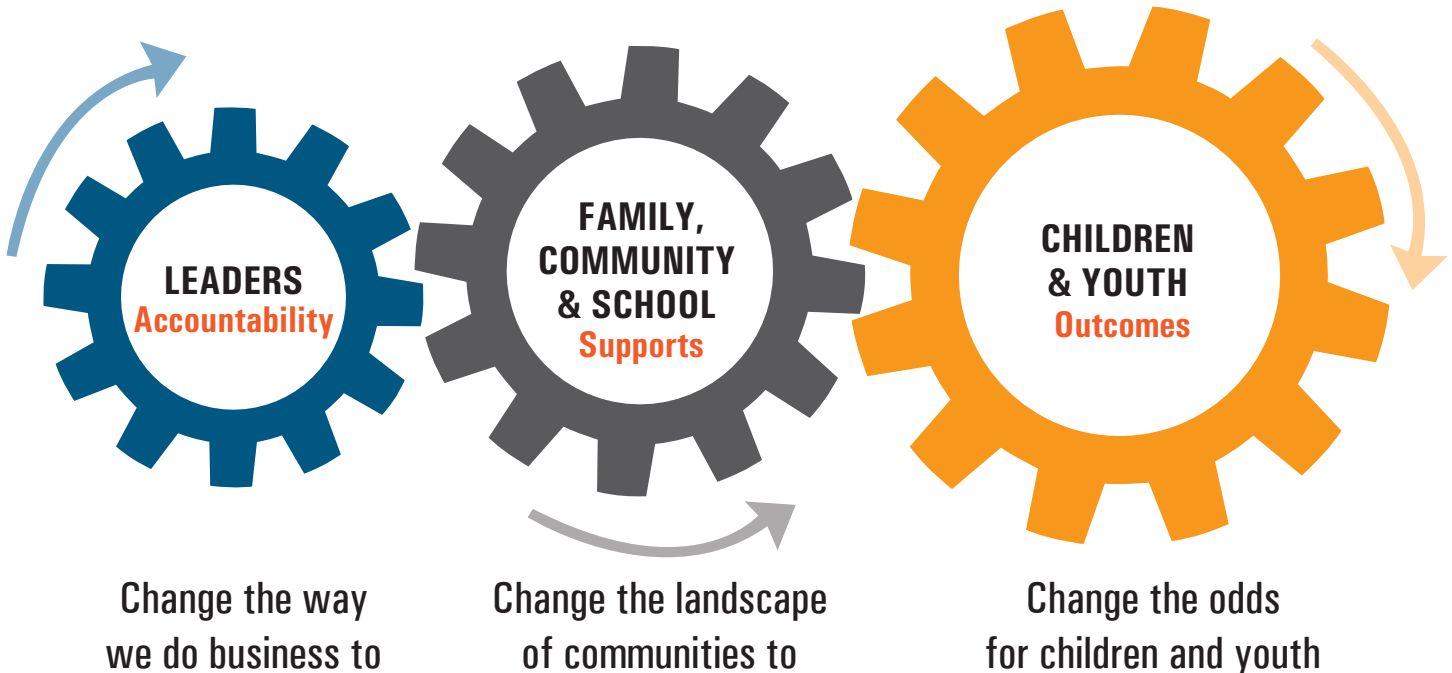 LEADERS
Accountability
FAMILY,
COMMUNITY
& SCHOOL
Supports
CHILDREN
& YOUTH
Outcomes
Change the way
we do business to
Change the landscape
of communities to
Change the odds
for children and youth